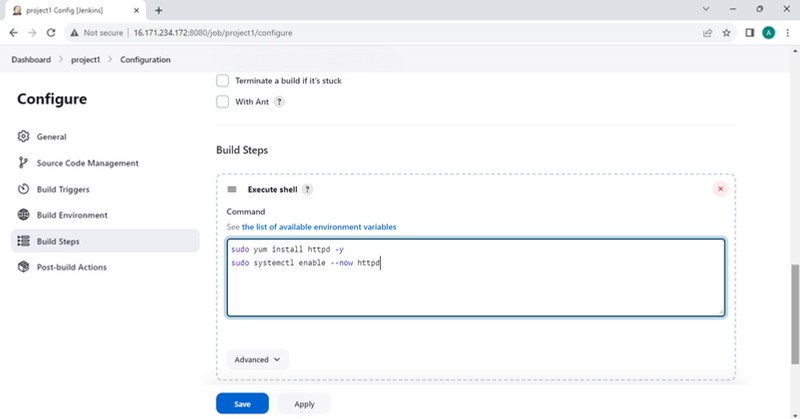 project1 Config [Jenkins]
Not secure 16.171.234.172:8080/job/project1/configure
A
Dashboard > project1 > Configuration
Configure
General
Source Code Management
Build Triggers
Build Environment
Build Steps
Post-build Actions
Terminate a build if it's stuck
With Ant ?
Build Steps
Execute shell ?
Command
See the list of available environment variables
sudo yum install httpd -y
sudo systemctl enable --now httpd
Advanced
Save Apply